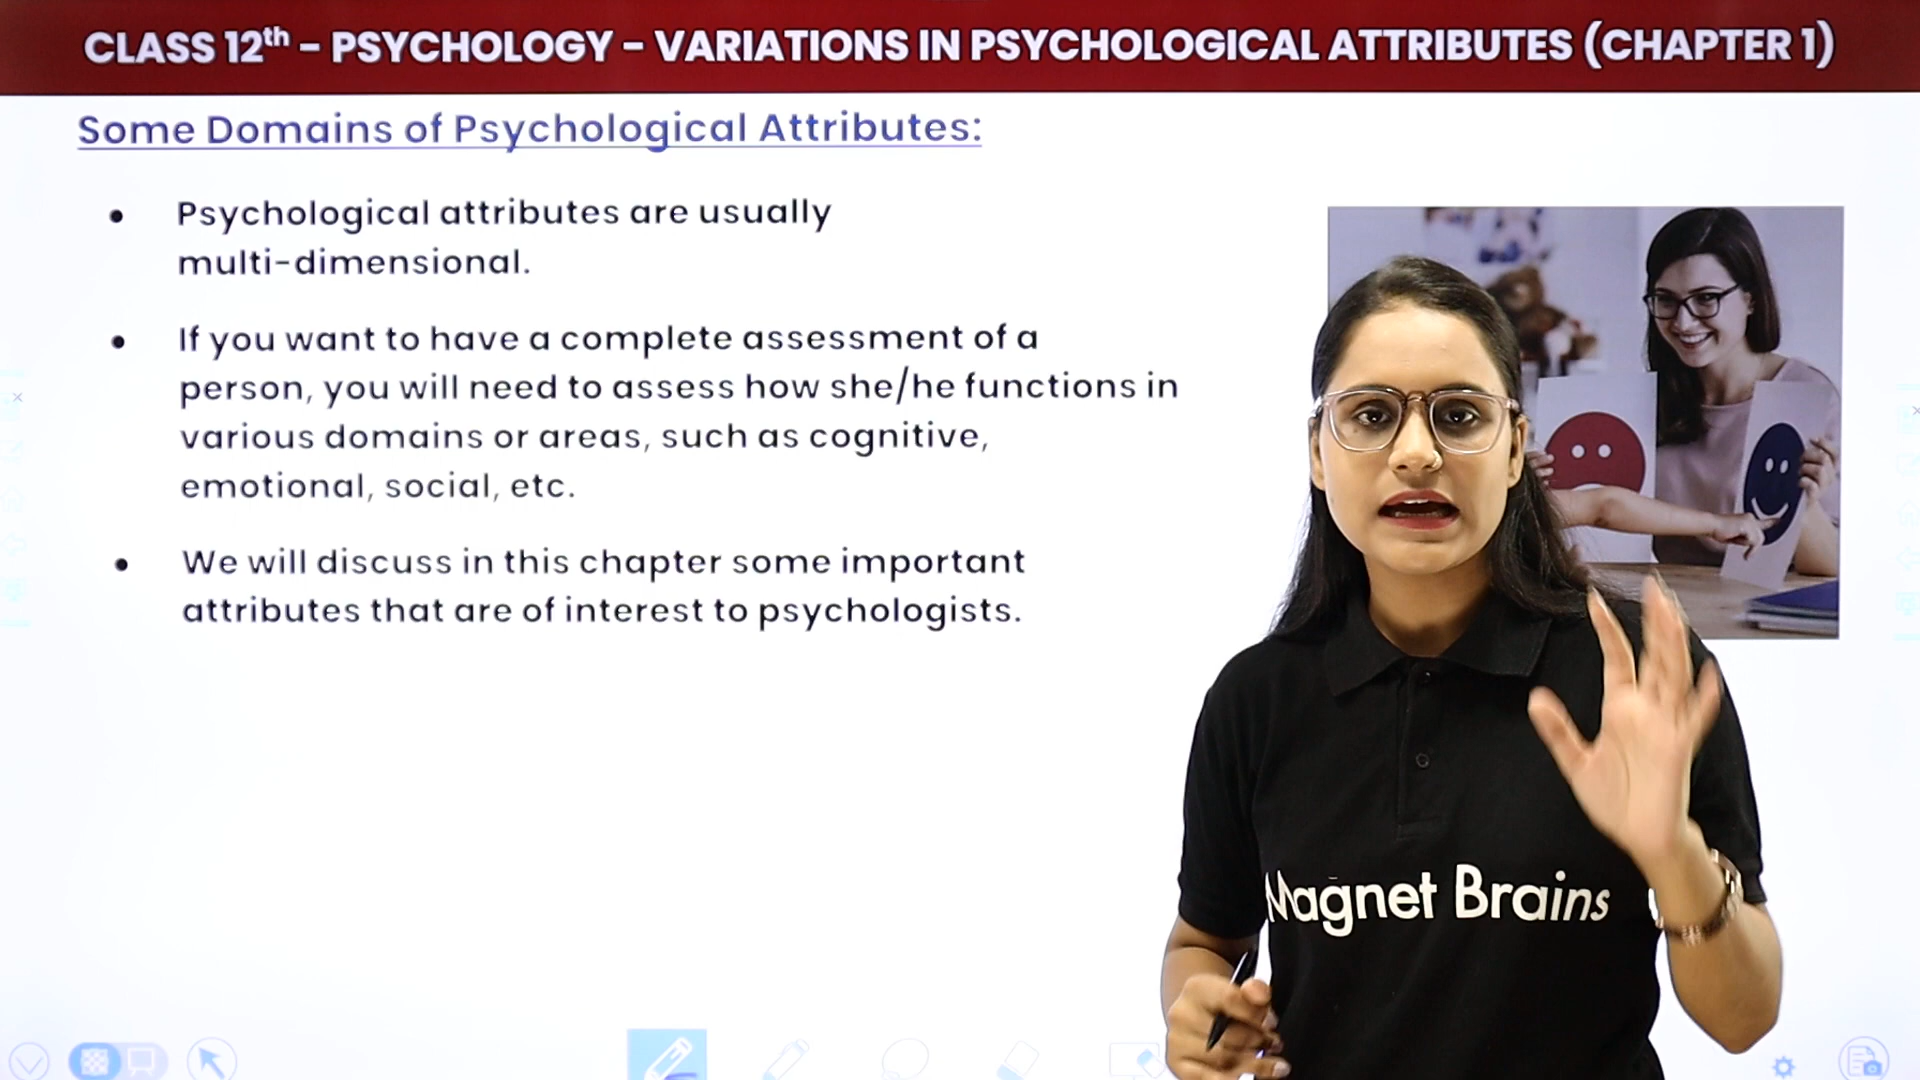 CLASS 12th – PSYCHOLOGY – VARIATIONS IN PSYCHOLOGICAL ATTRIBUTES (CHAPTER 1)
Some Domains of Psychological Attributes:
• Psychological attributes are usually
multi-dimensional.
• If you want to have a complete assessment of a
person, you will need to assess how she/he functions in
various domains or areas, such as cognitive,
emotional, social, etc.
• We will discuss in this chapter some important
attributes that are of interest to psychologists.
Magnet Brains